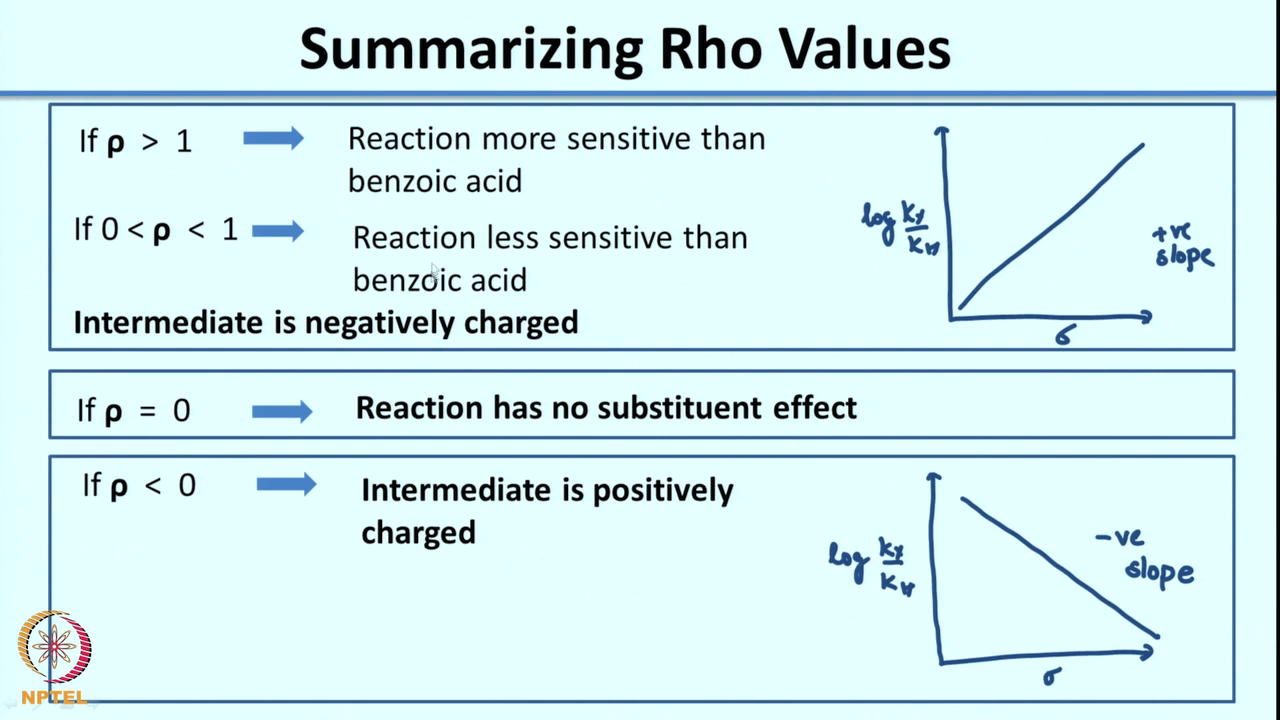 Summarizing Rho Values
If ρ > 1
Reaction more sensitive than
benzoic acid
If 0 < ρ < 1
Reaction less sensitive than
benzoic acid
Intermediate is negatively charged
log kx/kH
+ve
slope
σ
If ρ = 0
Reaction has no substituent effect
If ρ < 0
Intermediate is positively
charged
log kx/kH
-ve
slope
σ
NPTEL